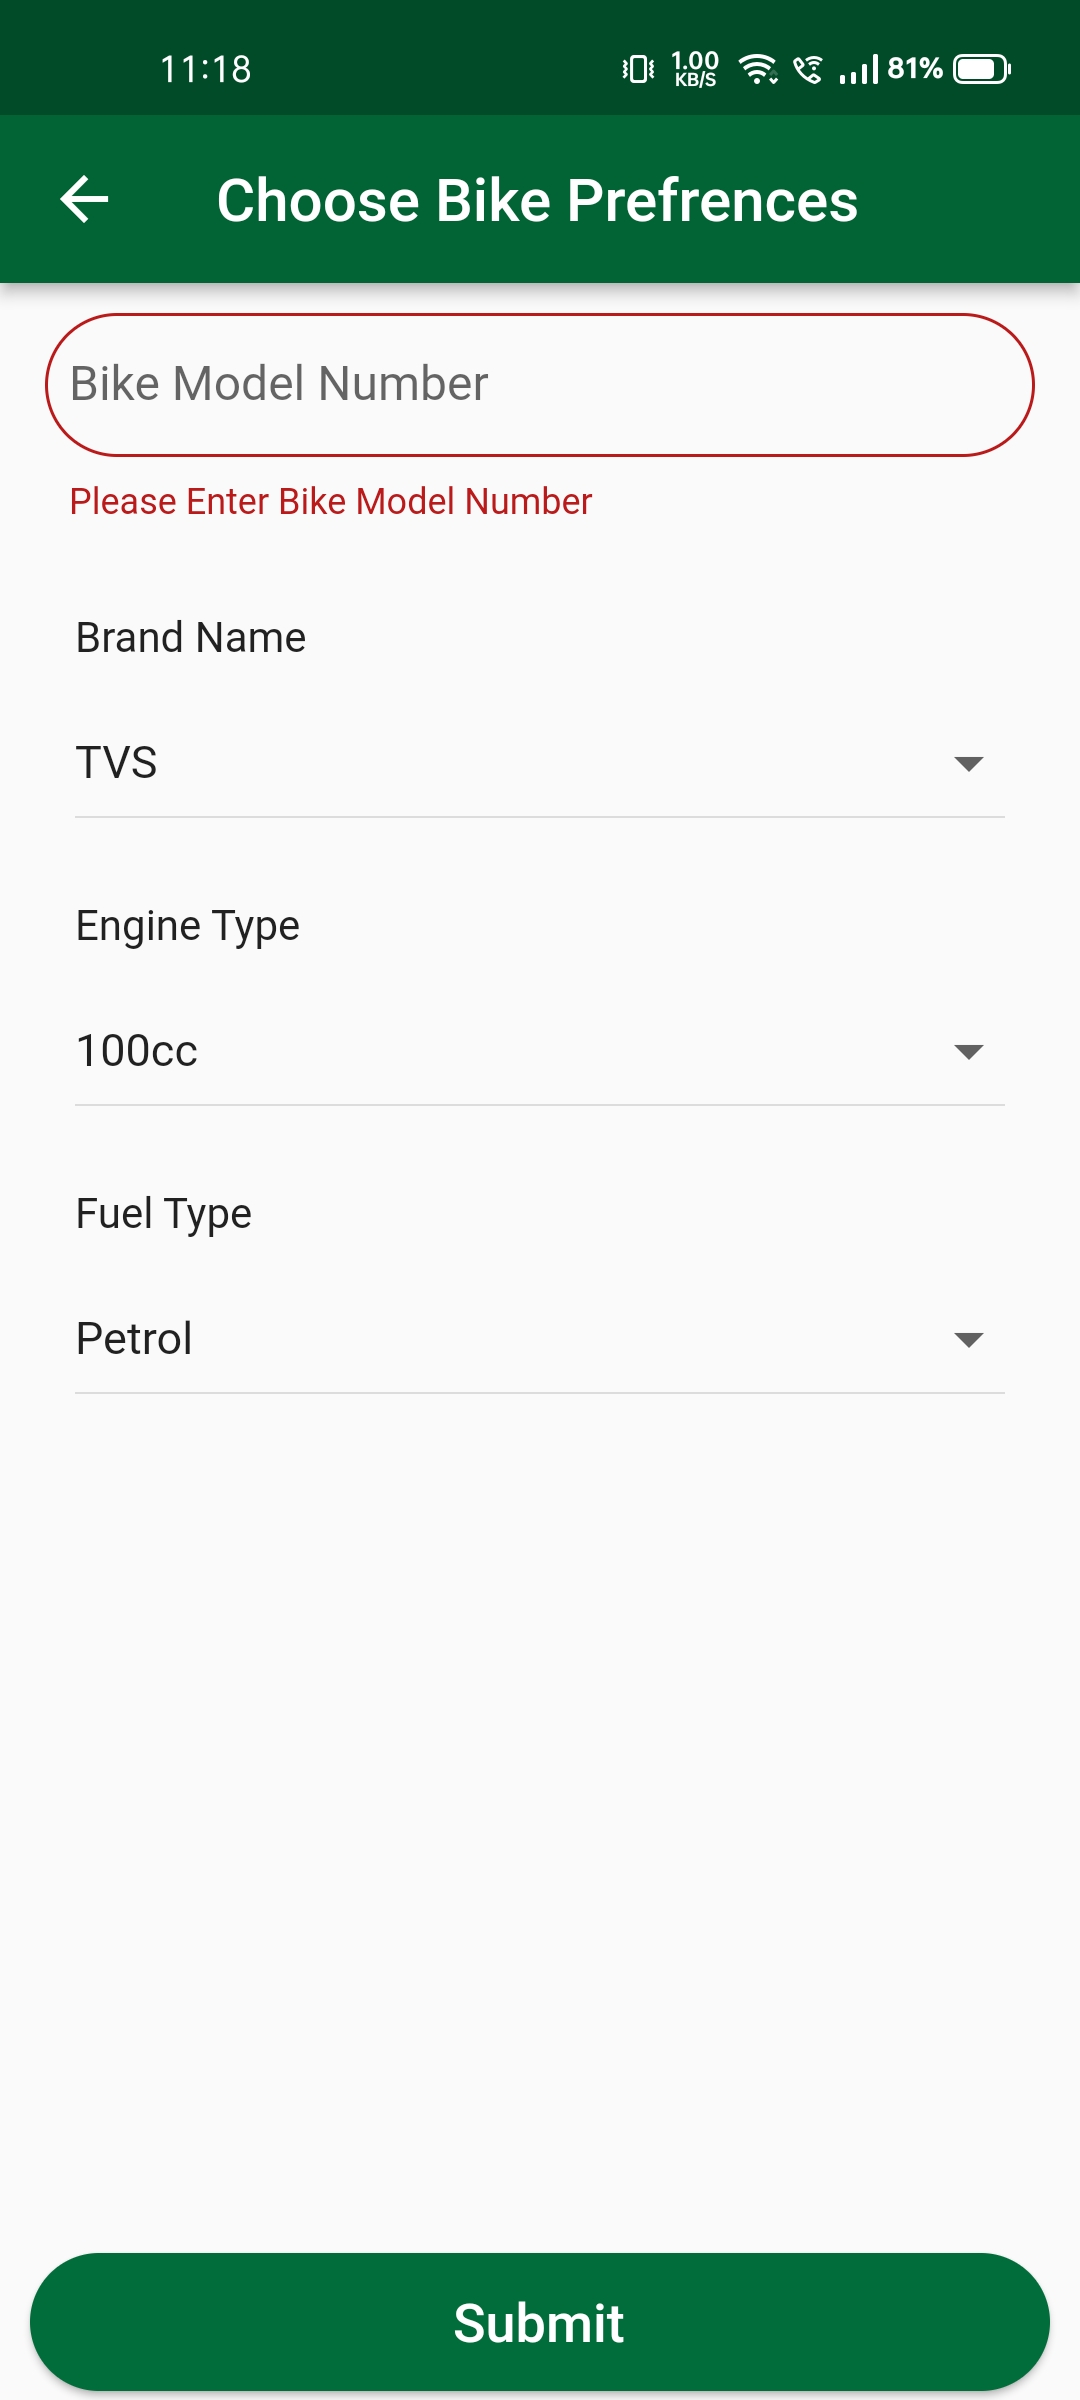 11:18
1.00
KB/S
81%
Choose Bike Prefrences
Bike Model Number
Please Enter Bike Model Number
Brand Name
TVS
Engine Type
100cc
Fuel Type
Petrol
Submit